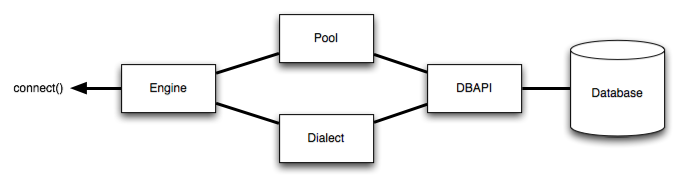 connect()
Engine
Pool
Dialect
DBAPI
Database